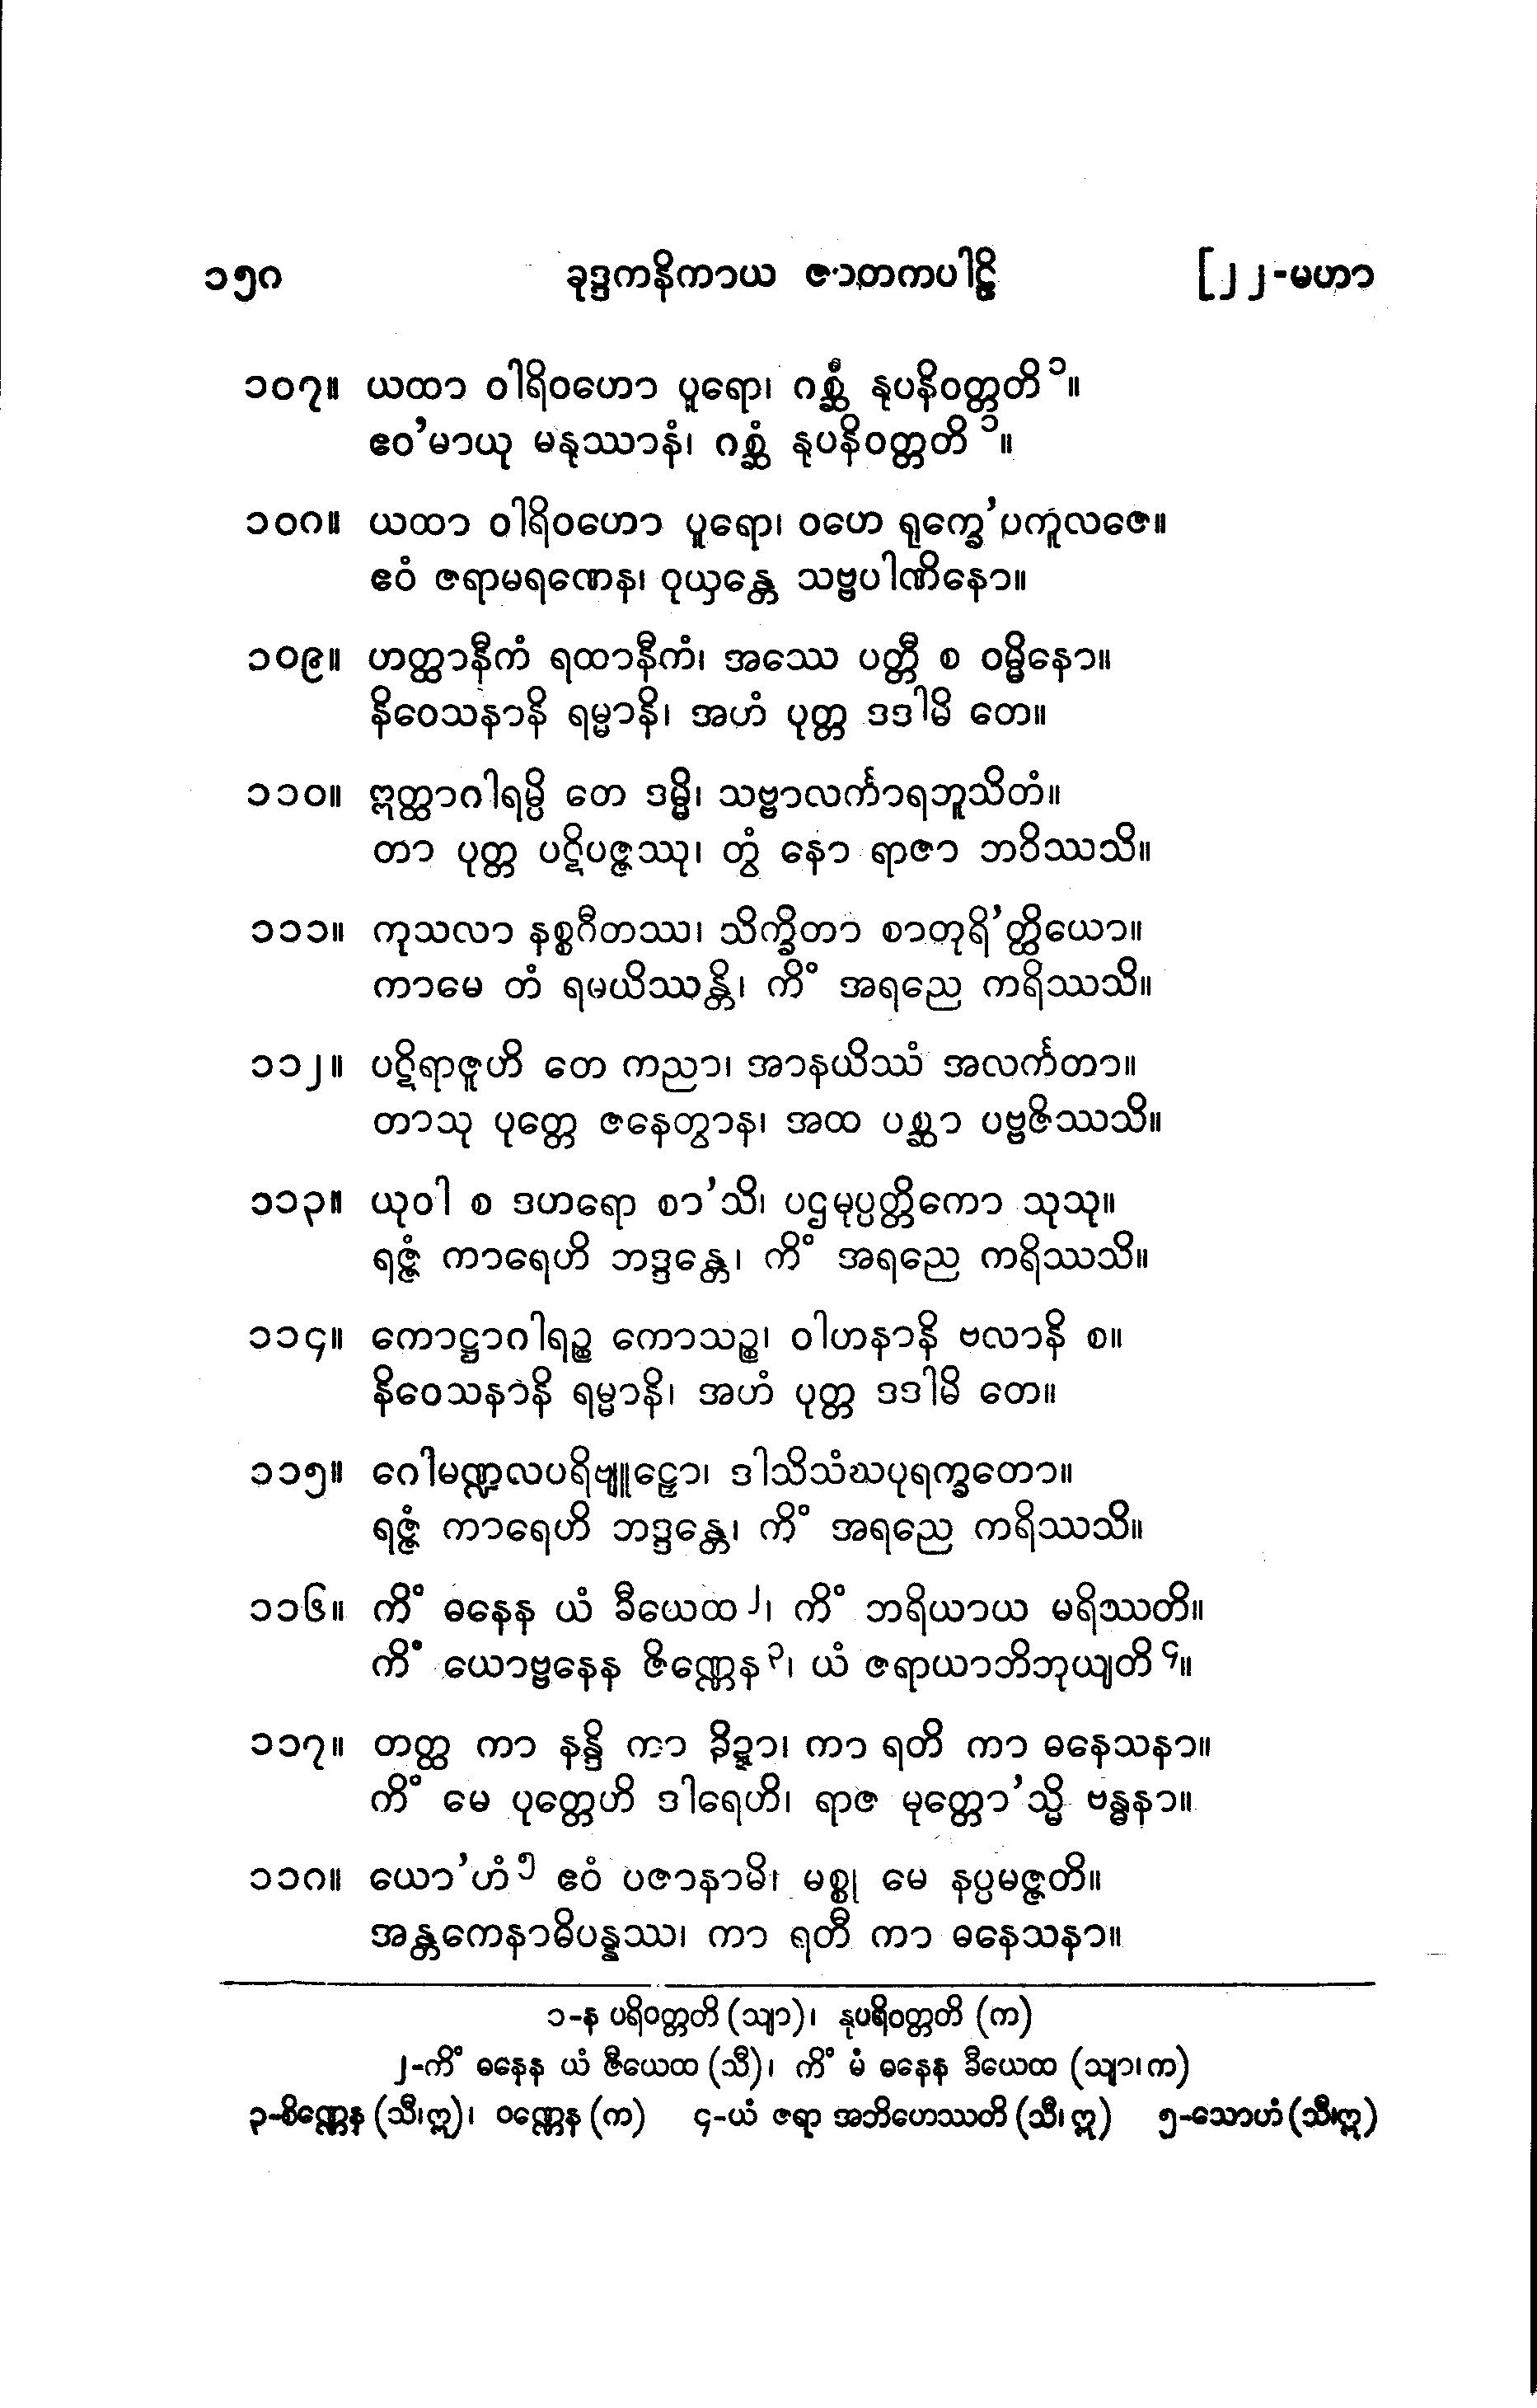 ၁၅၈ ခုဒ္ဒကနိကာယ ဇာတကပါဠိ [၂၂-မဟာ
၁၀၇။ ယထာ ဝါရိဝဟော ပူရော၊ ဂစ္ဆံ နုပနိဝတ္တတိ ၁။
ဧဝ’မာယု မနုဿာနံ၊ ဂစ္ဆံ နုပနိဝတ္တတိ ၁။
၁၀၈။ ယထာ ဝါရိဝဟော ပူရော၊ ဝဟေ ရုက္ခေ’ပကူလဇေ။
ဧဝံ ဇရာမရဏေန၊ ဝုယှန္တေ သဗ္ဗပါဏိနော။
၁၀၉။ ဟတ္ထာနီကံ ရထာနီကံ၊ အဿေ ပတ္တီ စ ဝမ္မိနော။
နိဝေသနာနိ ရမ္မာနိ၊ အဟံ ပုတ္တ ဒဒါမိ တေ။
၁၁၀။ ဣတ္ထာဂါရမ္ပိ တေ ဒမ္မိ၊ သဗ္ဗာလင်္ကာရဘူသိတံ။
တာ ပုတ္တ ပဋိပဇ္ဇဿု၊ တွံ နော ရာဇာ ဘဝိဿသိ။
၁၁၁။ ကုသလာ နစ္စဂီတဿ၊ သိက္ခိတာ စာတုရိ’တ္ထိယော။
ကာမေ တံ ရမယိဿန္တိ၊ ကိံ အရညေ ကရိဿသိ။
၁၁၂။ ပဋိရာဇူဟိ တေ ကညာ၊ အာနယိဿံ အလင်္ကတာ။
တာသု ပုတ္တေ ဇနေတွာန၊ အထ ပစ္ဆာ ပဗ္ဗဇိဿသိ။
၁၁၃။ ယုဝါ စ ဒဟရော စာ’သိ၊ ပဌမုပ္ပတ္တိကော သုသု။
ရဇ္ဇံ ကာရေဟိ ဘဒ္ဒန္တေ၊ ကိံ အရညေ ကရိဿသိ။
၁၁၄။ ကောဋ္ဌာဂါရဉ္စ ကောသဉ္စ၊ ဝါဟနာနိ ဗလာနိ စ။
နိဝေသနာနိ ရမ္မာနိ၊ အဟံ ပုတ္တ ဒဒါမိ တေ။
၁၁၅။ ဂေါမဏ္ဍလပရိဗျူဠှော၊ ဒါသိသံဃပုရက္ခတော။
ရဇ္ဇံ ကာရေဟိ ဘဒ္ဒန္တေ၊ ကိံ အရညေ ကရိဿသိ။
၁၁၆။ ကိံ ဓနေန ယံ ခီယေထ ၂၊ ကိံ ဘရိယာယ မရိဿတိ။
ကိံ ယောဗ္ဗနေန ဇိဏ္ဏေန ၃၊ ယံ ဇရာယာဘိဘုယျတိ ၄။
၁၁၇။ တတ္ထ ကာ နန္ဒိ ကာ ခိဍ္ဍာ၊ ကာ ရတိ ကာ ဓနေသနာ။
ကိံ မေ ပုတ္တေဟိ ဒါရေဟိ၊ ရာဇ မုတ္တော’သ္မိ ဗန္ဓနာ။
၁၁၈။ ယော’ဟံ ၅ ဧဝံ ပဇာနာမိ၊ မစ္စု မေ နပ္ပမဇ္ဇတိ။
အန္တကေနာဓိပန္နဿ၊ ကာ ရတီ ကာ ဓနေသနာ။
၁-န ပရိဝတ္တတိ (သျာ)၊ နုပရိဝတ္တတိ (က)
၂-ကိံ ဓနေန ယံ ဇီယေထ (သီ)၊ ကိံ မံ ဓနေန ခီယေထ (သျာ၊က)
၃-စိဏ္ဏေန (သီ၊ဣ)၊ ဝဏ္ဏေန (က) ၄-ယံ ဇရာ အဘိဟေဿတိ (သီ၊ ဣ) ၅-သောဟံ (သီ၊ဣ)